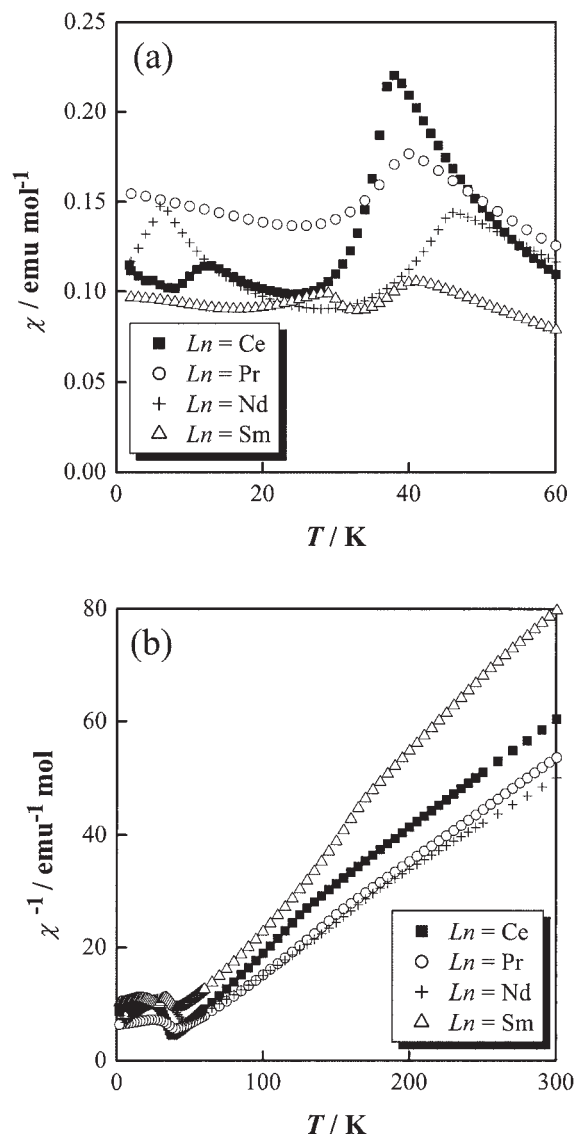 (a)
0.25
0.20
0.15
0.10
0.05
0.00
χ / emu mol⁻¹
Ln = Ce
Ln = Pr
Ln = Nd
Ln = Sm
0 20 40 60
T / K
(b)
80
60
40
20
0
χ⁻¹ / emu⁻¹ mol
Ln = Ce
Ln = Pr
Ln = Nd
Ln = Sm
0 100 200 300
T / K